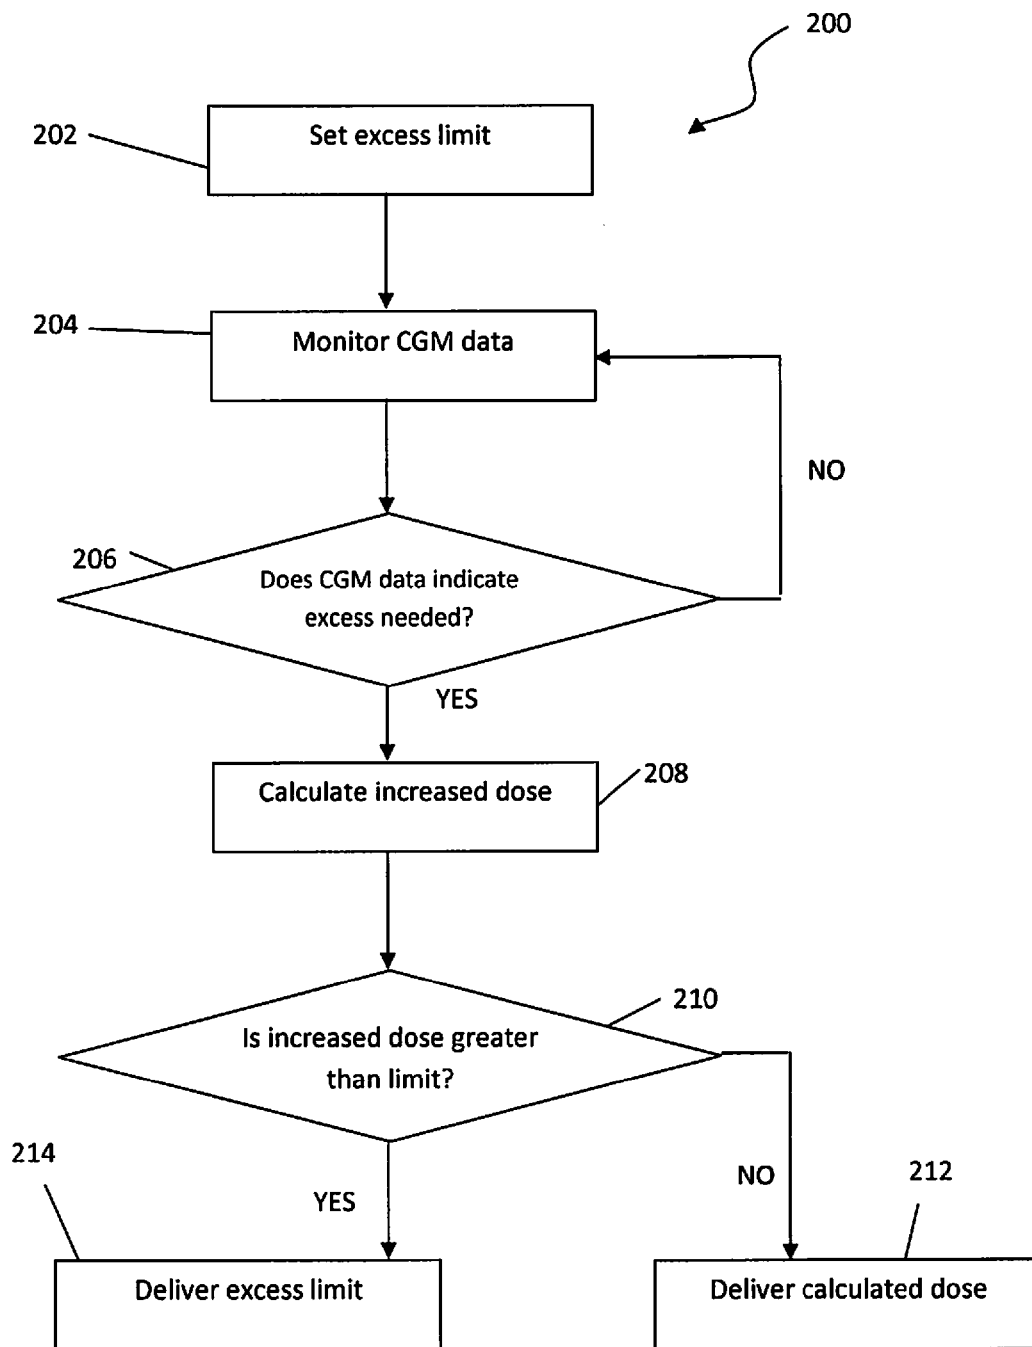 200
202
Set excess limit
204
Monitor CGM data
NO
206
Does CGM data indicate
excess needed?
YES
Calculate increased dose
208
210
Is increased dose greater
than limit?
214
YES
NO
212
Deliver excess limit
Deliver calculated dose